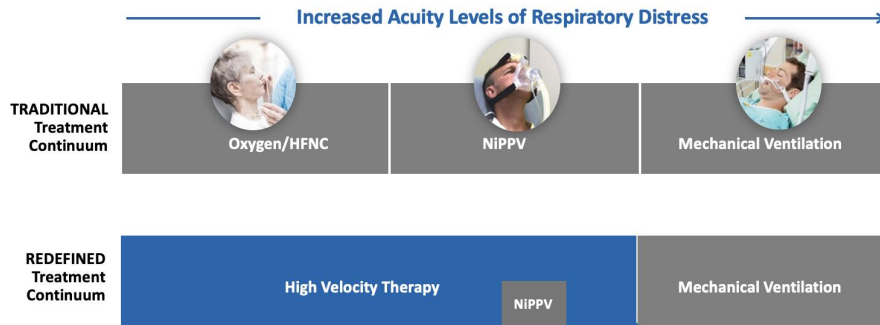 Increased Acuity Levels of Respiratory Distress
TRADITIONAL
Treatment
Continuum
Oxygen/HFNC
NiPPV
Mechanical Ventilation
REDEFINED
Treatment
Continuum
High Velocity Therapy
NiPPV
Mechanical Ventilation